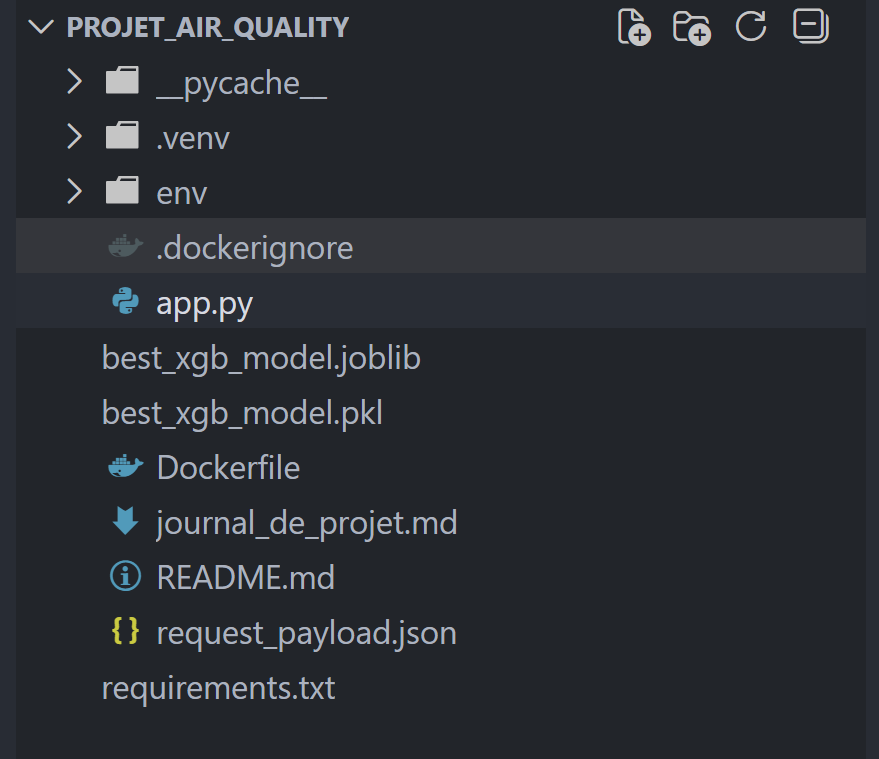 PROJET_AIR_QUALITY
__pycache__
.venv
env
.dockerignore
app.py
best_xgb_model.joblib
best_xgb_model.pkl
Dockerfile
journal_de_projet.md
README.md
request_payload.json
requirements.txt